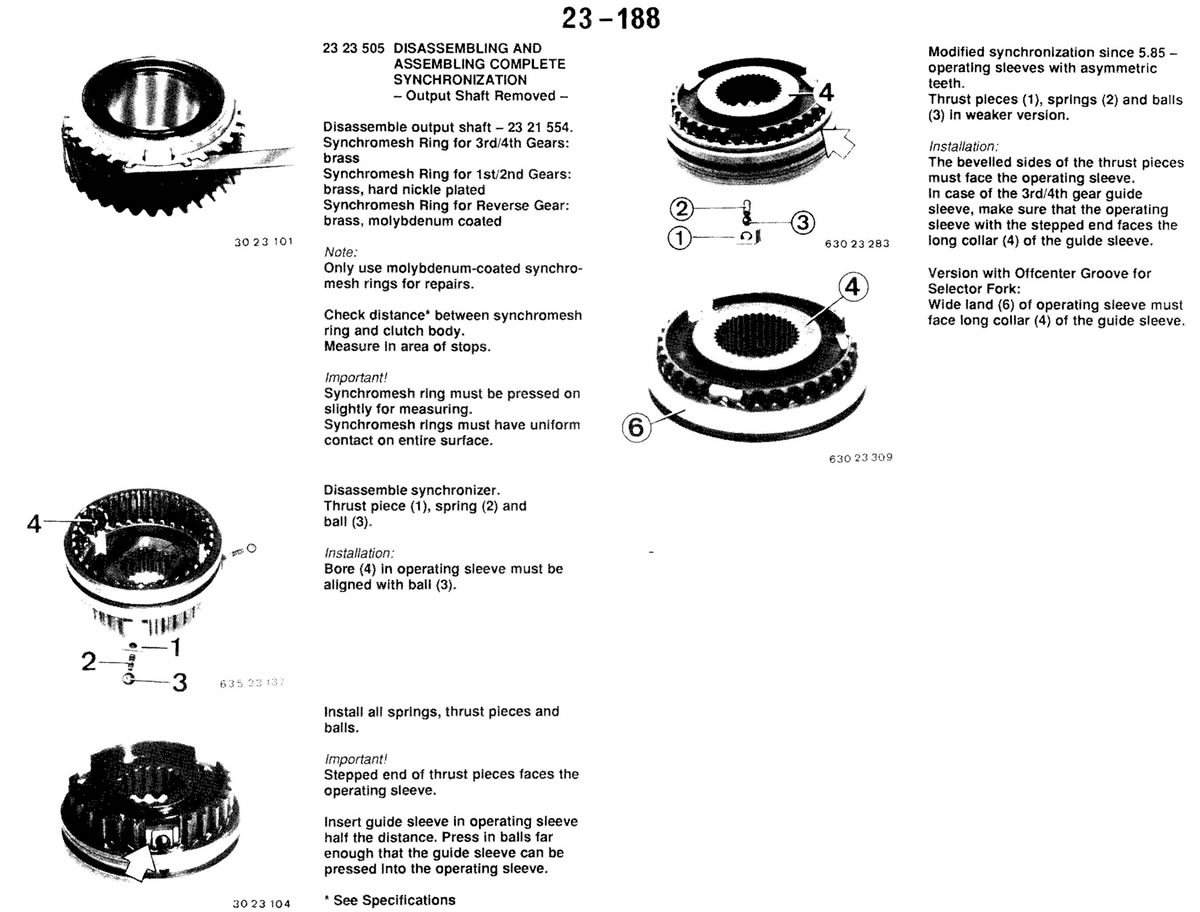 23-188
23 23 505 DISASSEMBLING AND
ASSEMBLING COMPLETE
SYNCHRONIZATION
– Output Shaft Removed –
Disassemble output shaft – 23 21 554.
Synchromesh Ring for 3rd/4th Gears:
brass
Synchromesh Ring for 1st/2nd Gears:
brass, hard nickle plated
Synchromesh Ring for Reverse Gear:
brass, molybdenum coated
30 23 101
Note:
Only use molybdenum-coated synchro-
mesh rings for repairs.
Check distance* between synchromesh
ring and clutch body.
Measure in area of stops.
Important!
Synchromesh ring must be pressed on
slightly for measuring.
Synchromesh rings must have uniform
contact on entire surface.
Disassemble synchronizer.
Thrust piece (1), spring (2) and
ball (3).
Installation:
Bore (4) in operating sleeve must be
aligned with ball (3).
4
1
2
3
635 23 137
Install all springs, thrust pieces and
balls.
Important!
Stepped end of thrust pieces faces the
operating sleeve.
Insert guide sleeve in operating sleeve
half the distance. Press in balls far
enough that the guide sleeve can be
pressed into the operating sleeve.
30 23 104
* See Specifications
4
2
3
1
630 23 283
4
6
630 23 309
Modified synchronization since 5.85 –
operating sleeves with asymmetric
teeth.
Thrust pieces (1), springs (2) and balls
(3) in weaker version.
Installation:
The bevelled sides of the thrust pieces
must face the operating sleeve.
In case of the 3rd/4th gear guide
sleeve, make sure that the operating
sleeve with the stepped end faces the
long collar (4) of the guide sleeve.
Version with Offcenter Groove for
Selector Fork:
Wide land (6) of operating sleeve must
face long collar (4) of the guide sleeve.